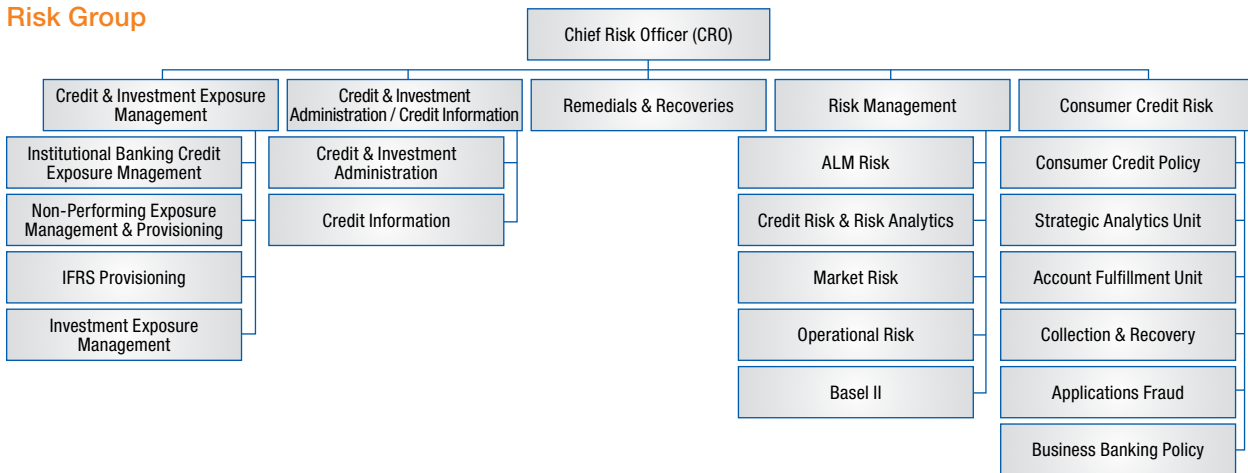 Risk Group
Chief Risk Officer (CRO)
Credit & Investment Exposure
Management
Institutional Banking Credit
Exposure Mnagement
Non-Performing Exposure
Management & Provisioning
IFRS Provisioning
Investment Exposure
Management
Credit & Investment
Administration / Credit Information
Credit & Investment
Administration
Credit Information
Remedials & Recoveries
Risk Management
ALM Risk
Credit Risk & Risk Analytics
Market Risk
Operational Risk
Basel II
Consumer Credit Risk
Consumer Credit Policy
Strategic Analytics Unit
Account Fulfillment Unit
Collection & Recovery
Applications Fraud
Business Banking Policy